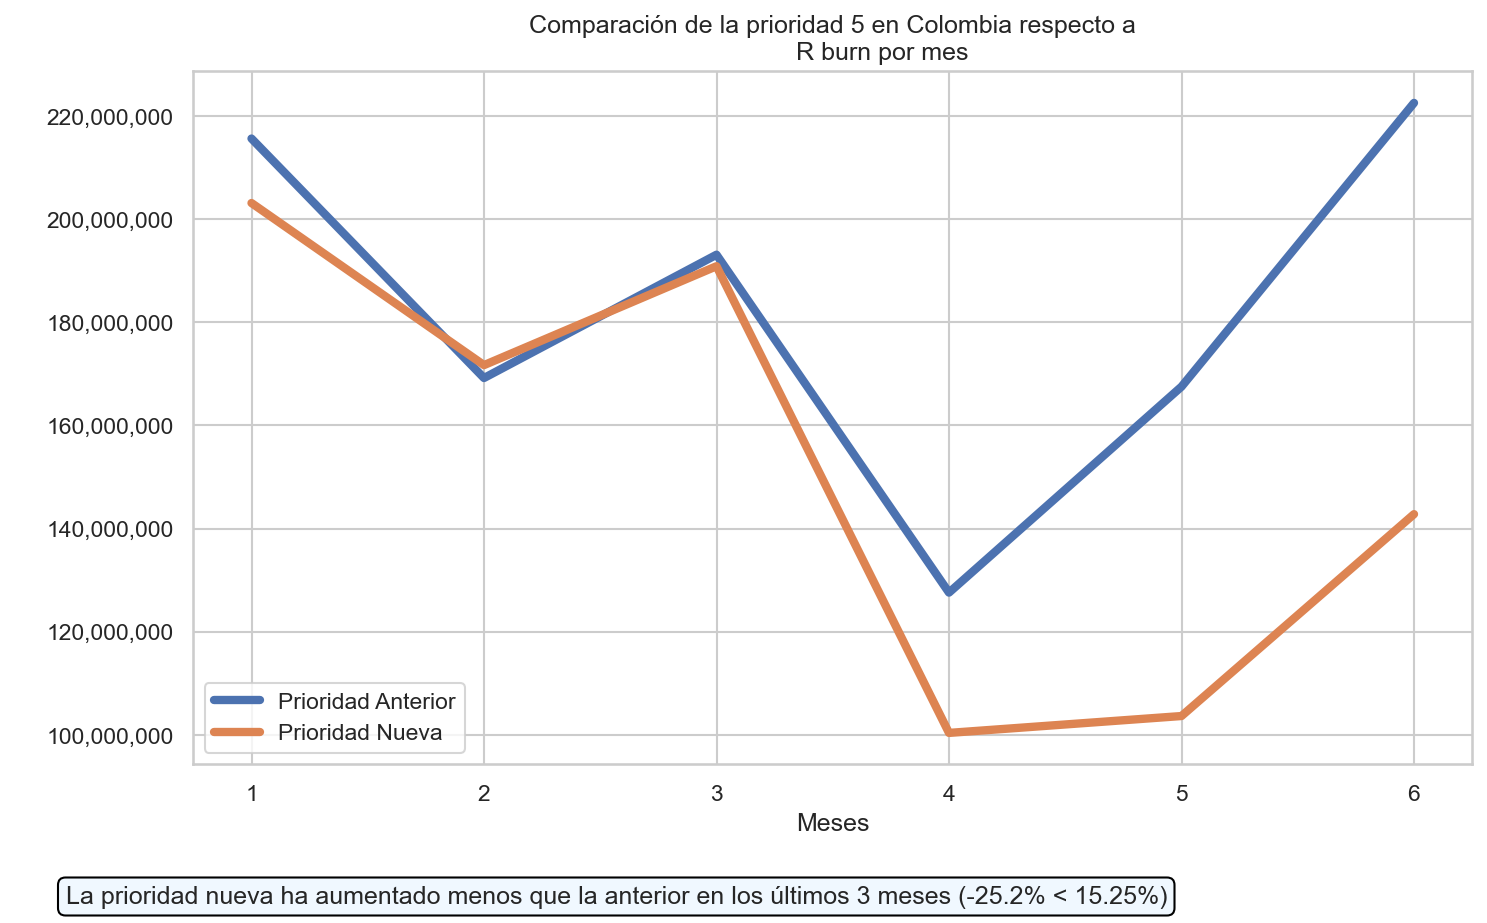 Comparación de la prioridad 5 en Colombia respecto a
R burn por mes
220,000,000
200,000,000
180,000,000
160,000,000
140,000,000
120,000,000
100,000,000
Prioridad Anterior
Prioridad Nueva
1 2 3 4 5 6
Meses
La prioridad nueva ha aumentado menos que la anterior en los últimos 3 meses (-25.2% < 15.25%)